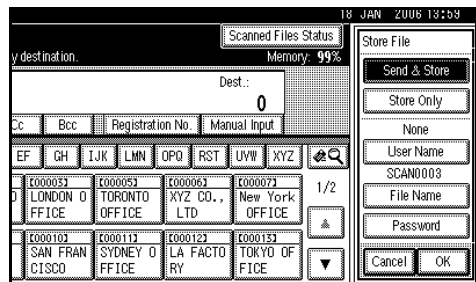 18 JAN 2006 13:59
Scanned Files Status
y destination. Memory: 99%
Dest.:
0
Cc Bcc Registration No. Manual Input
EF GH IJK LMN OPQ RST UVW XYZ
[00003] [00005] [00006] [00007]
LONDON O TORONTO XYZ CO., New York
FFICE OFFICE LTD OFFICE
1/2
[00010] [00011] [00012] [00013]
SAN FRAN SYDNEY O LA FACTO TOKYO OF
CISCO FFICE RY FICE
Store File
Send & Store
Store Only
None
User Name
SCAN0003
File Name
Password
Cancel OK